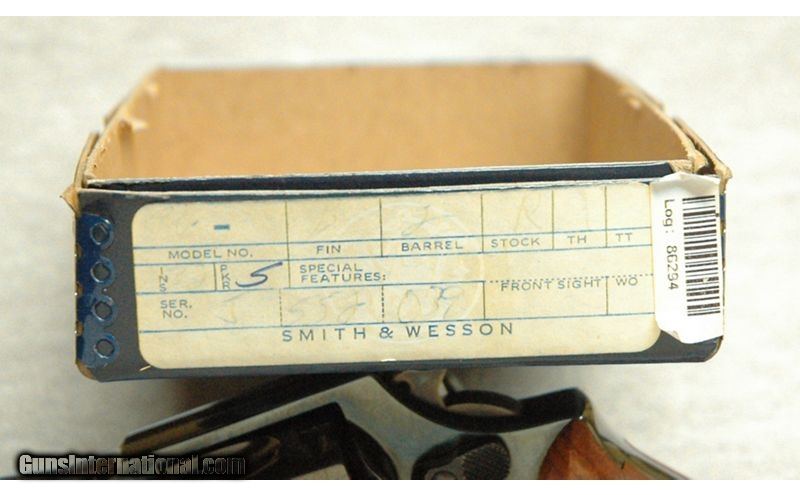 -
MODEL NO. FIN BARREL STOCK TH TT
INS PKR 5 SPECIAL FEATURES: FRONT SIGHT WO
SER. NO. J
SMITH & WESSON
Log: 86294
GunsInternational.com